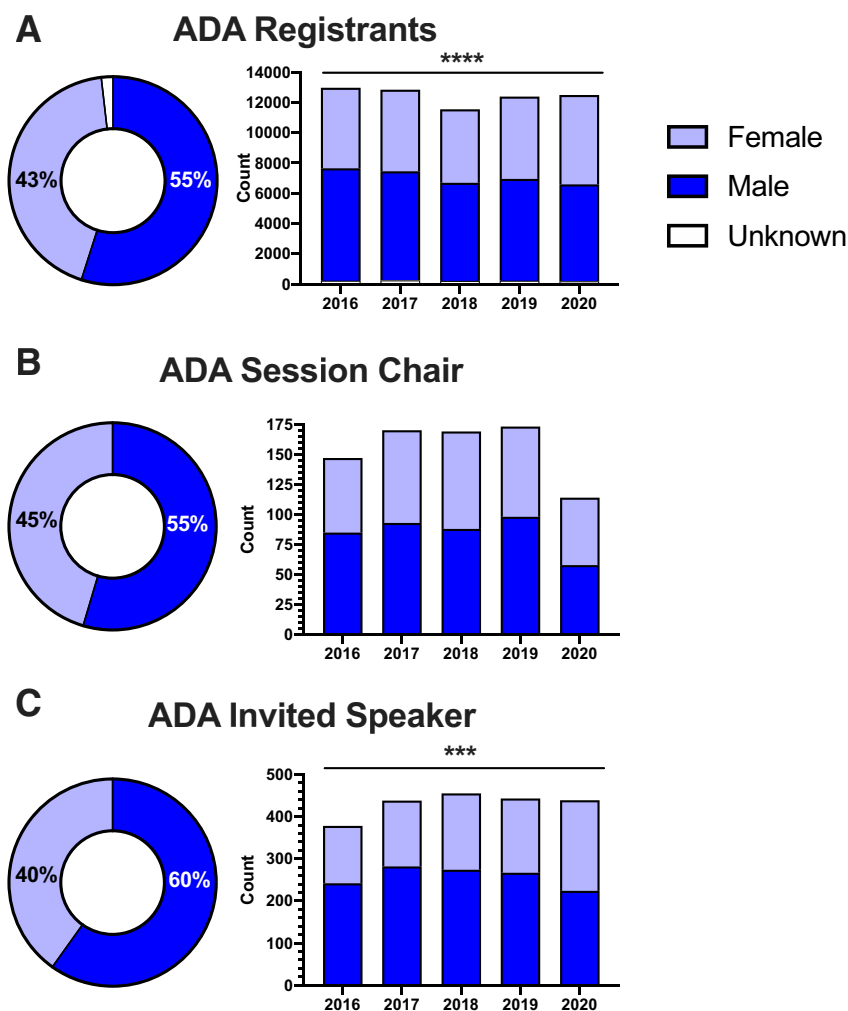 A
ADA Registrants
43%
55%
****
Count
14000
12000
10000
8000
6000
4000
2000
0
2016 2017 2018 2019 2020
Female
Male
Unknown
B
ADA Session Chair
45%
55%
Count
175
150
125
100
75
50
25
0
2016 2017 2018 2019 2020
C
ADA Invited Speaker
40%
60%
***
Count
500
400
300
200
100
0
2016 2017 2018 2019 2020